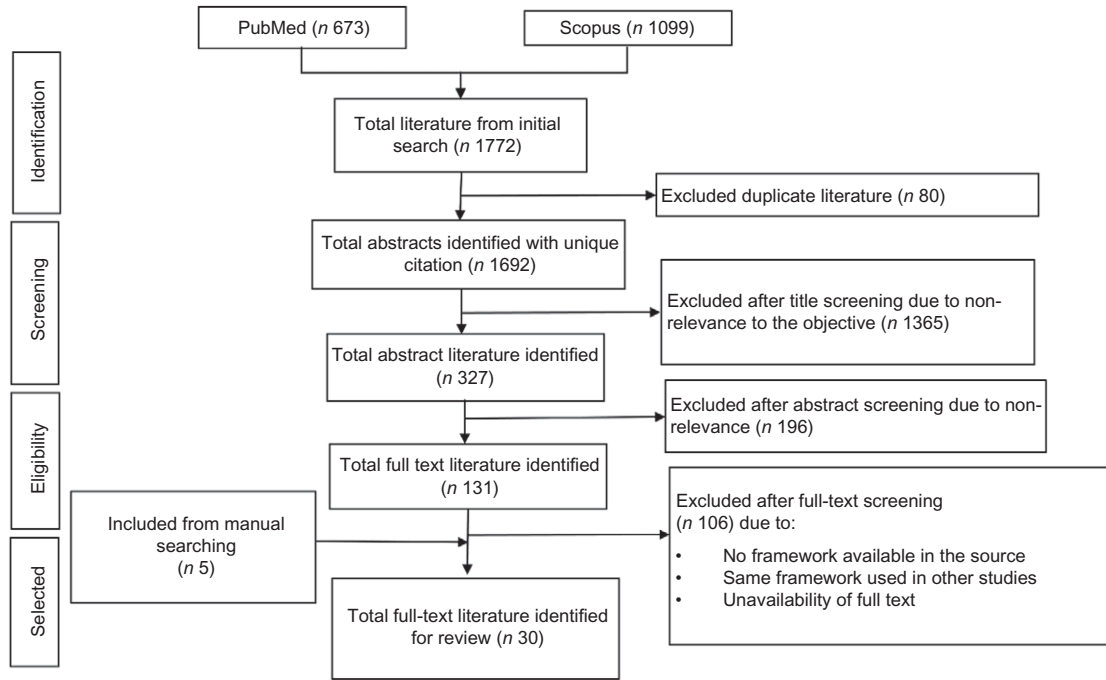 PubMed (n 673)
Scopus (n 1099)
Identification
Total literature from initial
search (n 1772)
Excluded duplicate literature (n 80)
Screening
Total abstracts identified with unique
citation (n 1692)
Excluded after title screening due to non-
relevance to the objective (n 1365)
Total abstract literature identified
(n 327)
Eligibility
Excluded after abstract screening due to non-
relevance (n 196)
Total full text literature identified
(n 131)
Included from manual
searching
(n 5)
Excluded after full-text screening
(n 106) due to:
• No framework available in the source
• Same framework used in other studies
• Unavailability of full text
Selected
Total full-text literature identified
for review (n 30)